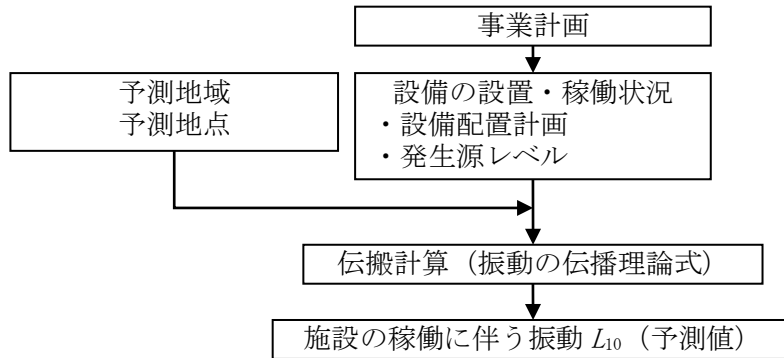 事業計画
予測地域
予測地点
設備の設置・稼働状況
・設備配置計画
・発生源レベル
伝搬計算（振動の伝播理論式）
施設の稼働に伴う振動 L10（予測値）